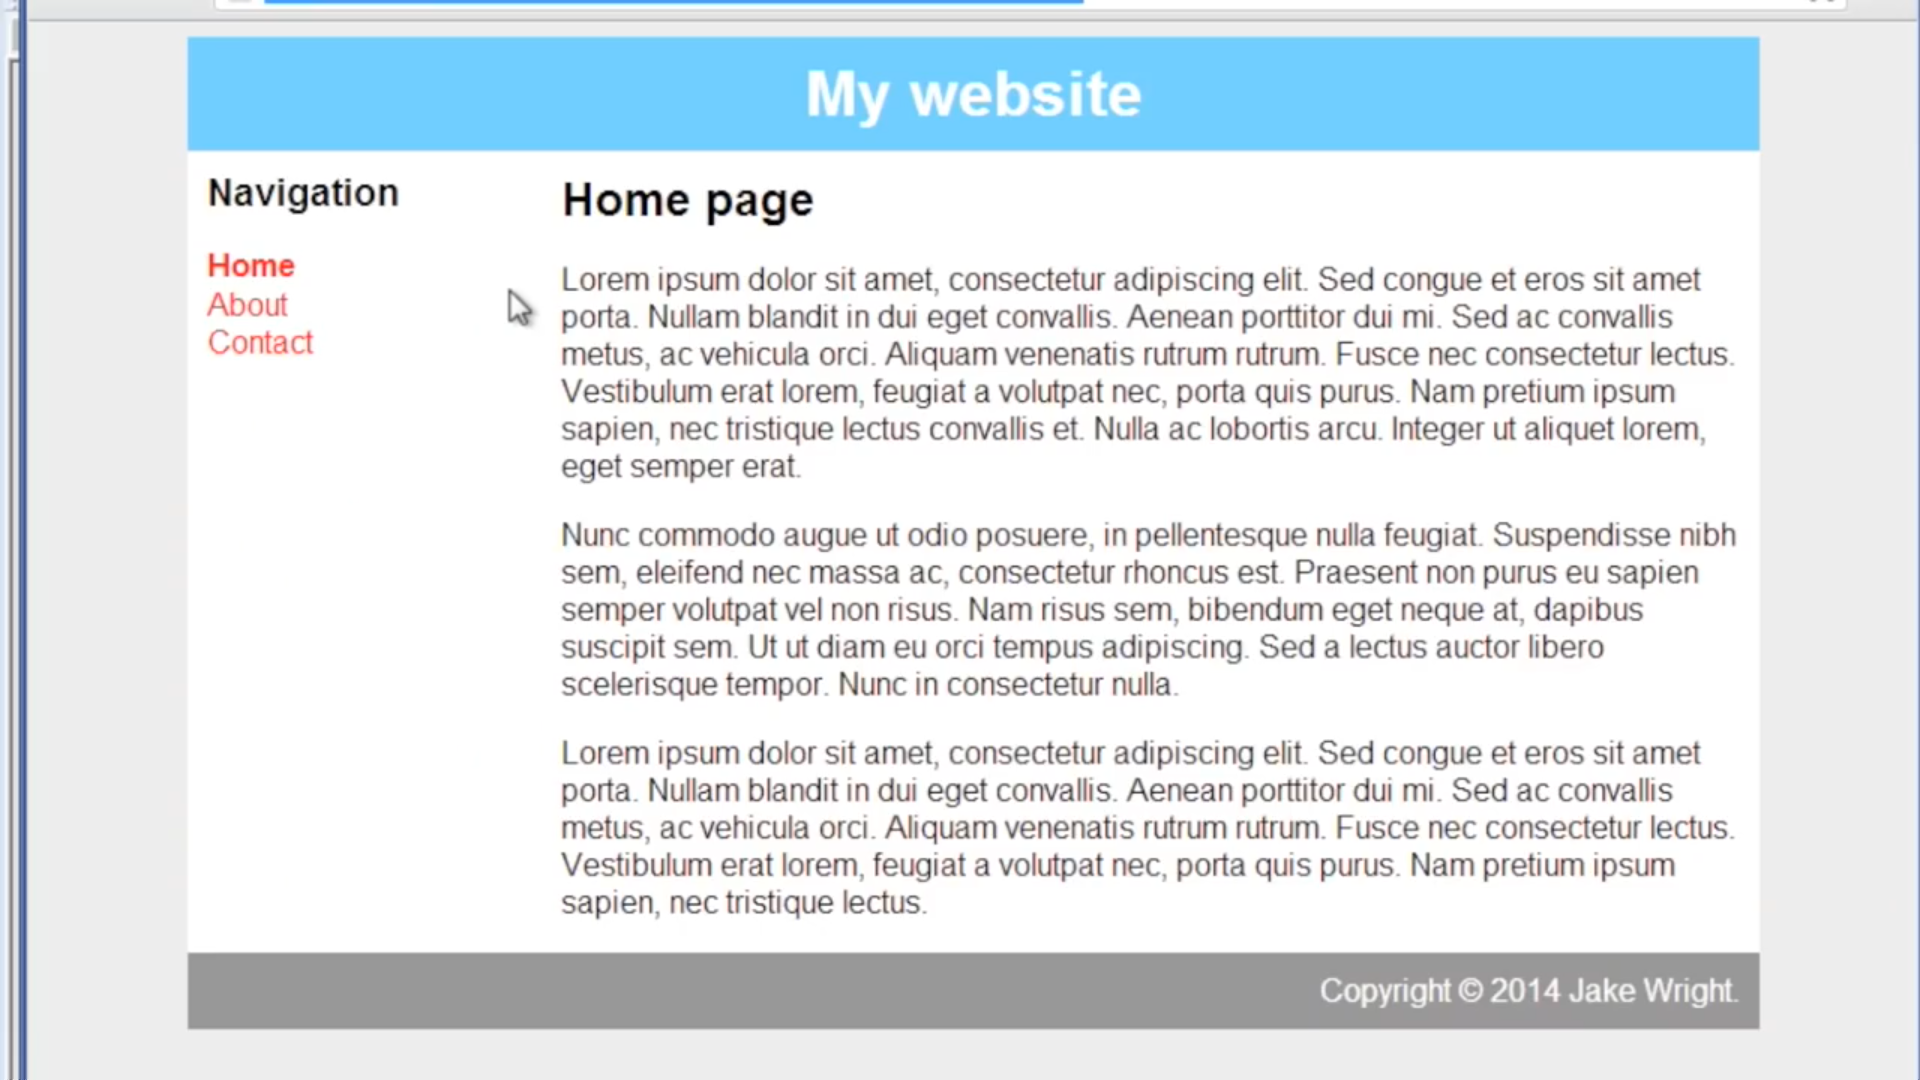 My website
Navigation
Home
About
Contact
Home page
Lorem ipsum dolor sit amet, consectetur adipiscing elit. Sed congue et eros sit amet
porta. Nullam blandit in dui eget convallis. Aenean porttitor dui mi. Sed ac convallis
metus, ac vehicula orci. Aliquam venenatis rutrum rutrum. Fusce nec consectetur lectus.
Vestibulum erat lorem, feugiat a volutpat nec, porta quis purus. Nam pretium ipsum
sapien, nec tristique lectus convallis et. Nulla ac lobortis arcu. Integer ut aliquet lorem,
eget semper erat.
Nunc commodo augue ut odio posuere, in pellentesque nulla feugiat. Suspendisse nibh
sem, eleifend nec massa ac, consectetur rhoncus est. Praesent non purus eu sapien
semper volutpat vel non risus. Nam risus sem, bibendum eget neque at, dapibus
suscipit sem. Ut ut diam eu orci tempus adipiscing. Sed a lectus auctor libero
scelerisque tempor. Nunc in consectetur nulla.
Lorem ipsum dolor sit amet, consectetur adipiscing elit. Sed congue et eros sit amet
porta. Nullam blandit in dui eget convallis. Aenean porttitor dui mi. Sed ac convallis
metus, ac vehicula orci. Aliquam venenatis rutrum rutrum. Fusce nec consectetur lectus.
Vestibulum erat lorem, feugiat a volutpat nec, porta quis purus. Nam pretium ipsum
sapien, nec tristique lectus.
Copyright © 2014 Jake Wright.